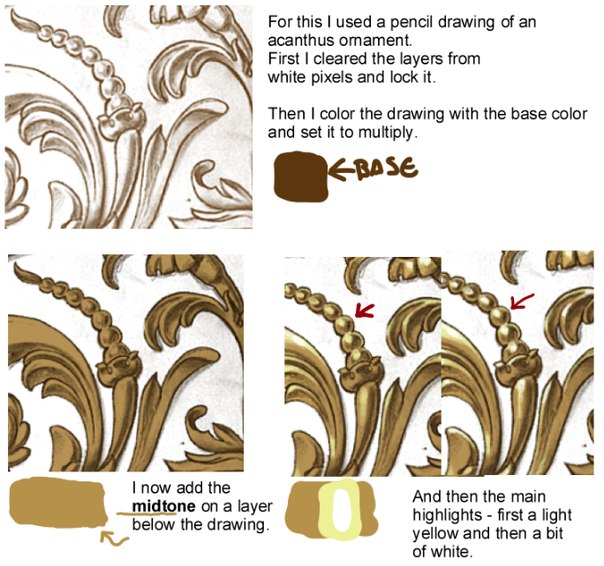 For this I used a pencil drawing of an
acanthus ornament.
First I cleared the layers from
white pixels and lock it.
Then I color the drawing with the base color
and set it to multiply.
BASE
I now add the
midtone on a layer
below the drawing.
And then the main
highlights - first a light
yellow and then a bit
of white.